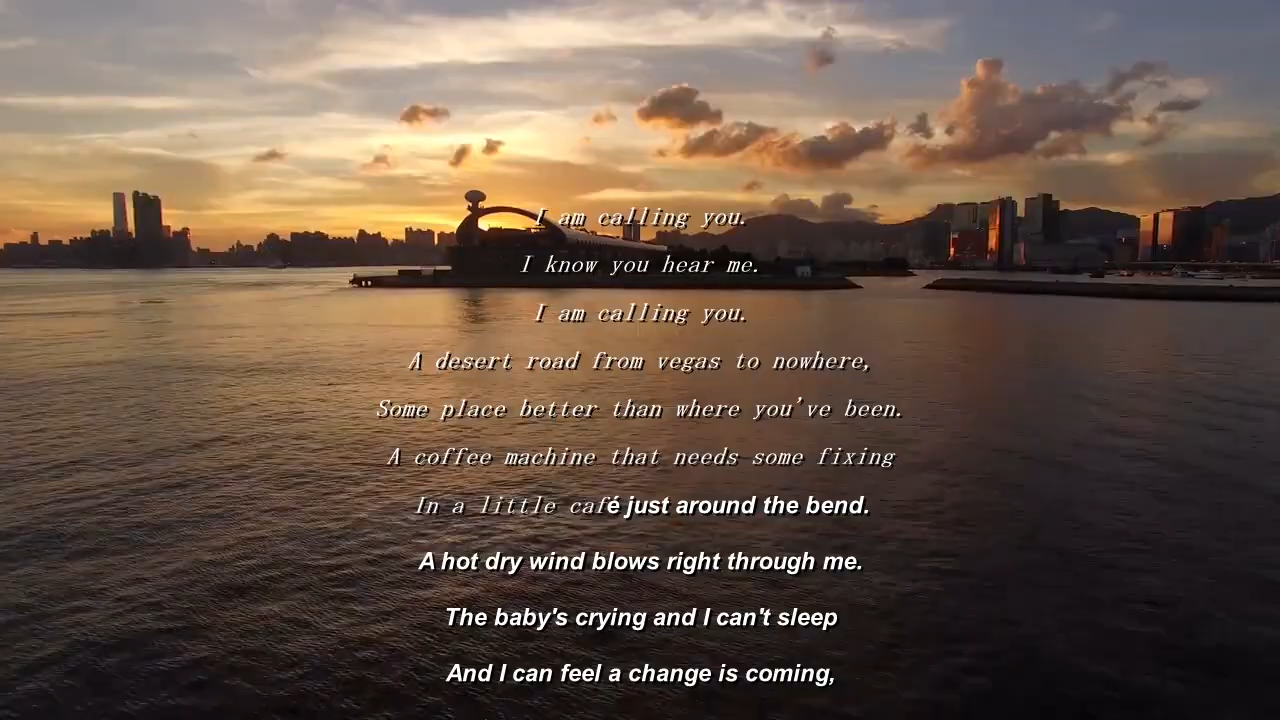 I am calling you.
I know you hear me.
I am calling you.
A desert road from vegas to nowhere,
Some place better than where you've been.
A coffee machine that needs some fixing
In a little café just around the bend.
A hot dry wind blows right through me.
The baby's crying and I can't sleep
And I can feel a change is coming,